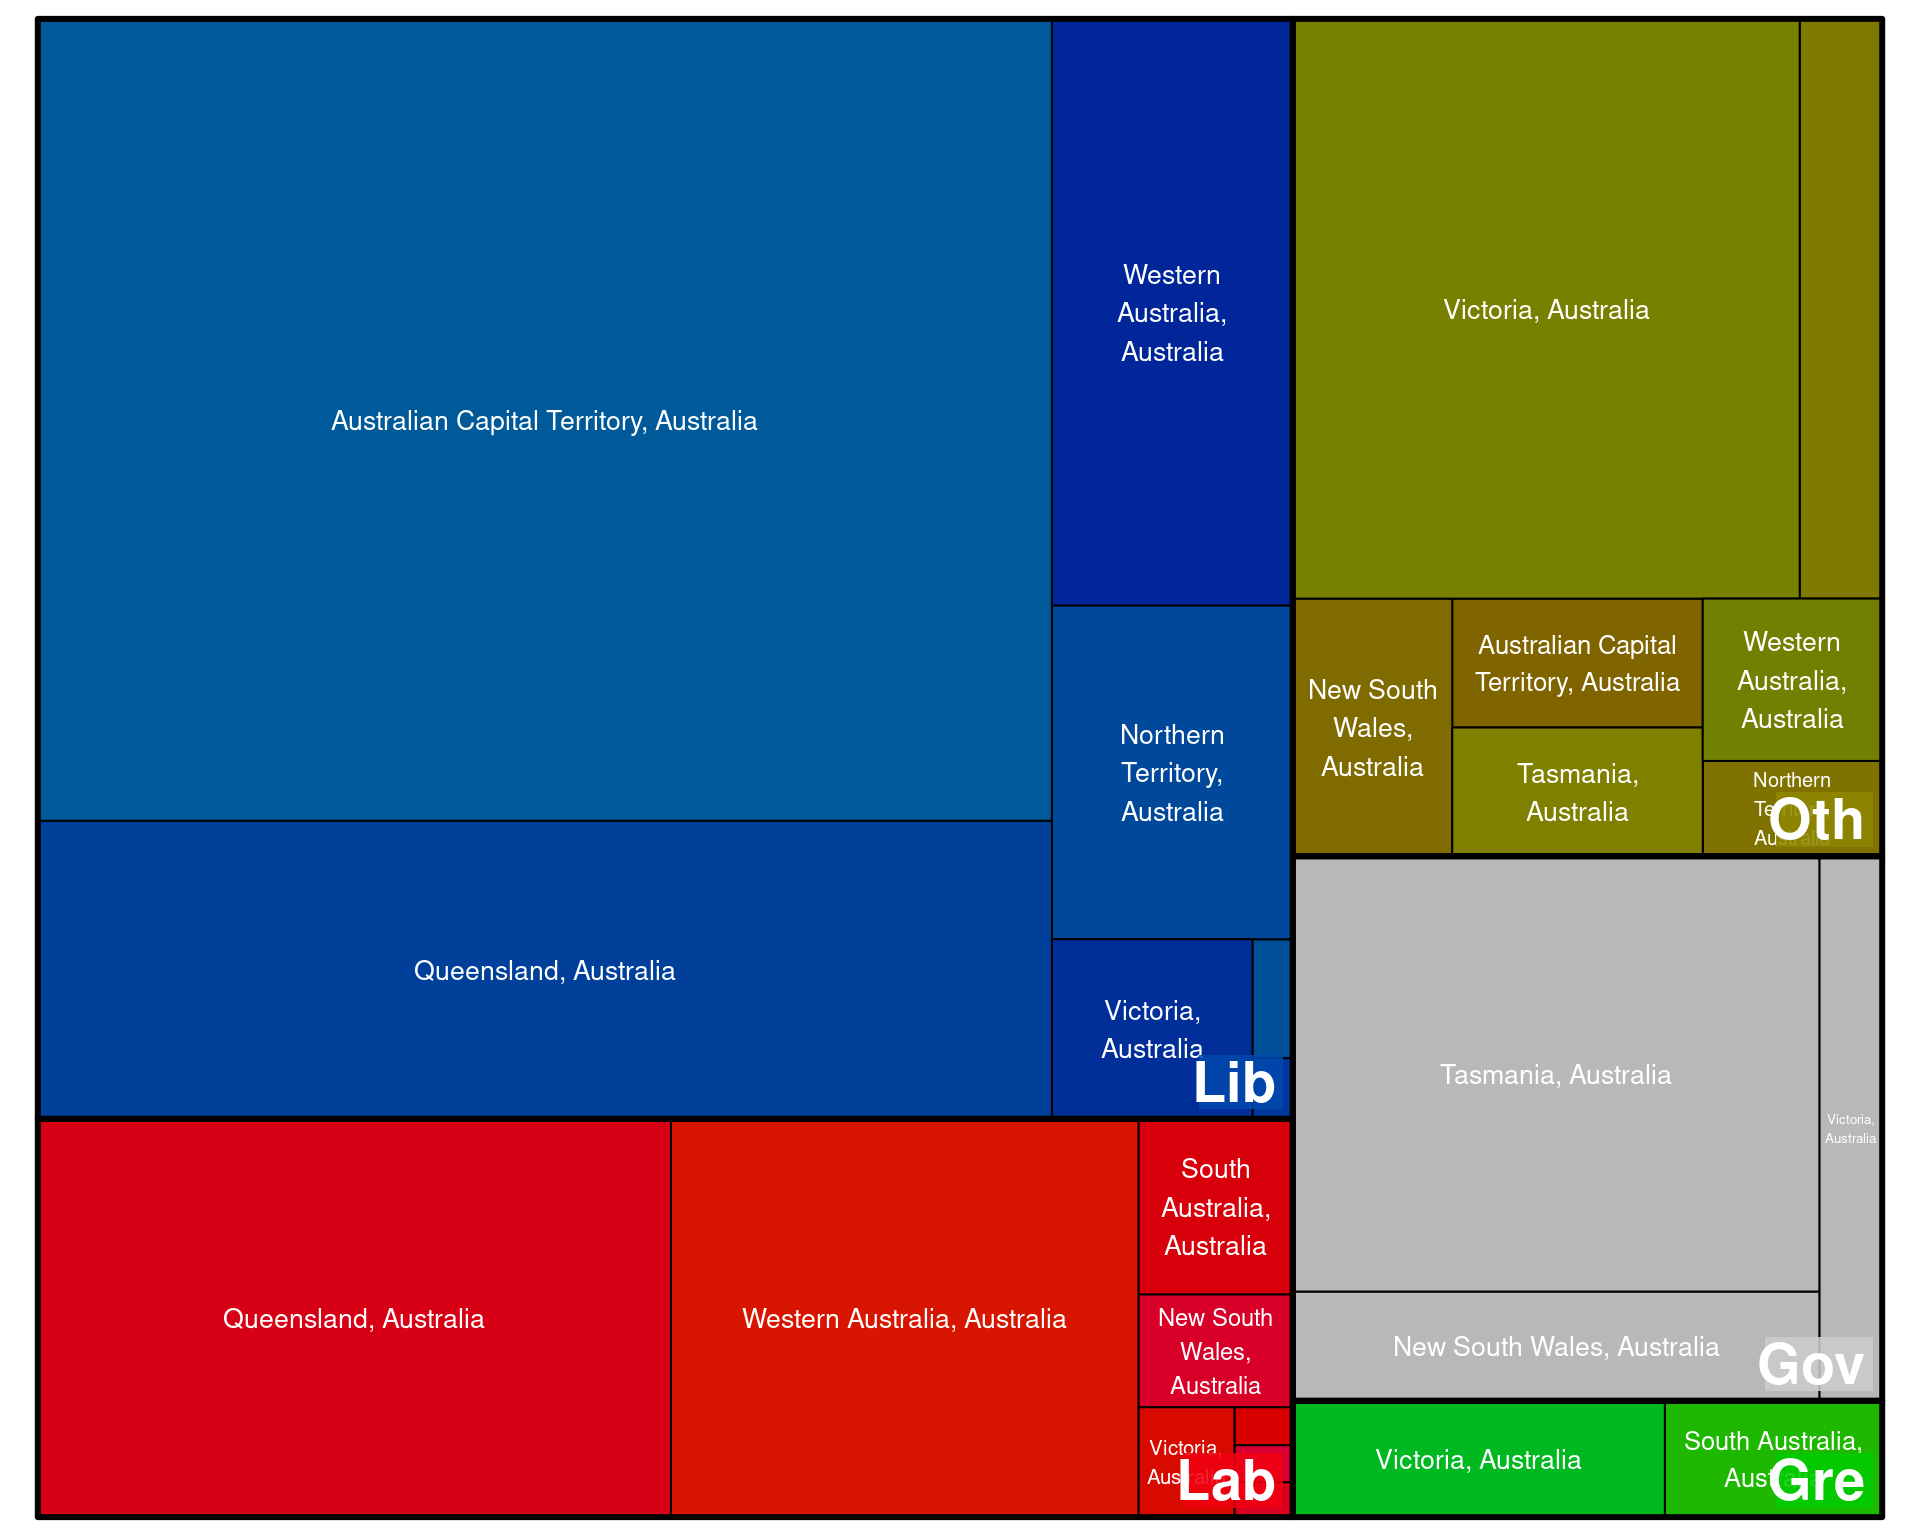 Australian Capital Territory, Australia
Western
Australia,
Australia
Northern
Territory,
Australia
Queensland, Australia
Victoria,
Australia
Lib
Victoria, Australia
New South
Wales,
Australia
Australian Capital
Territory, Australia
Tasmania,
Australia
Western
Australia,
Australia
Northern
Oth
Tasmania, Australia
Victoria,
Australia
New South Wales, Australia
Gov
Queensland, Australia
Western Australia, Australia
South
Australia,
Australia
New South
Wales,
Australia
Victoria,
Lab
Victoria, Australia
South Australia,
Gre